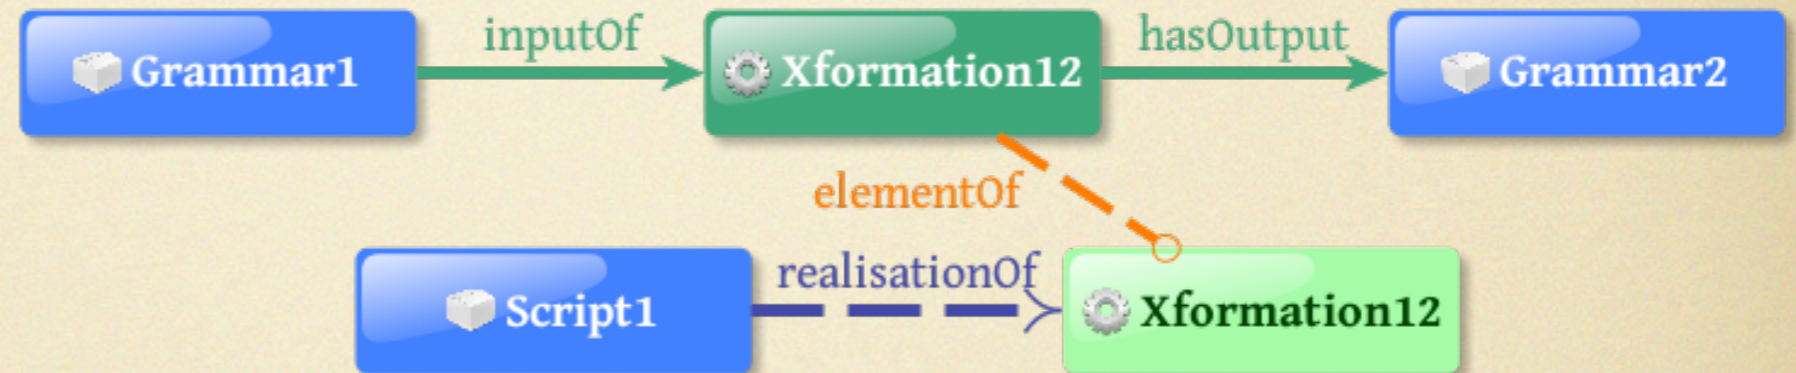 inputOf
hasOutput
Grammar1
Xformation12
Grammar2
elementOf
realisationOf
Script1
Xformation12